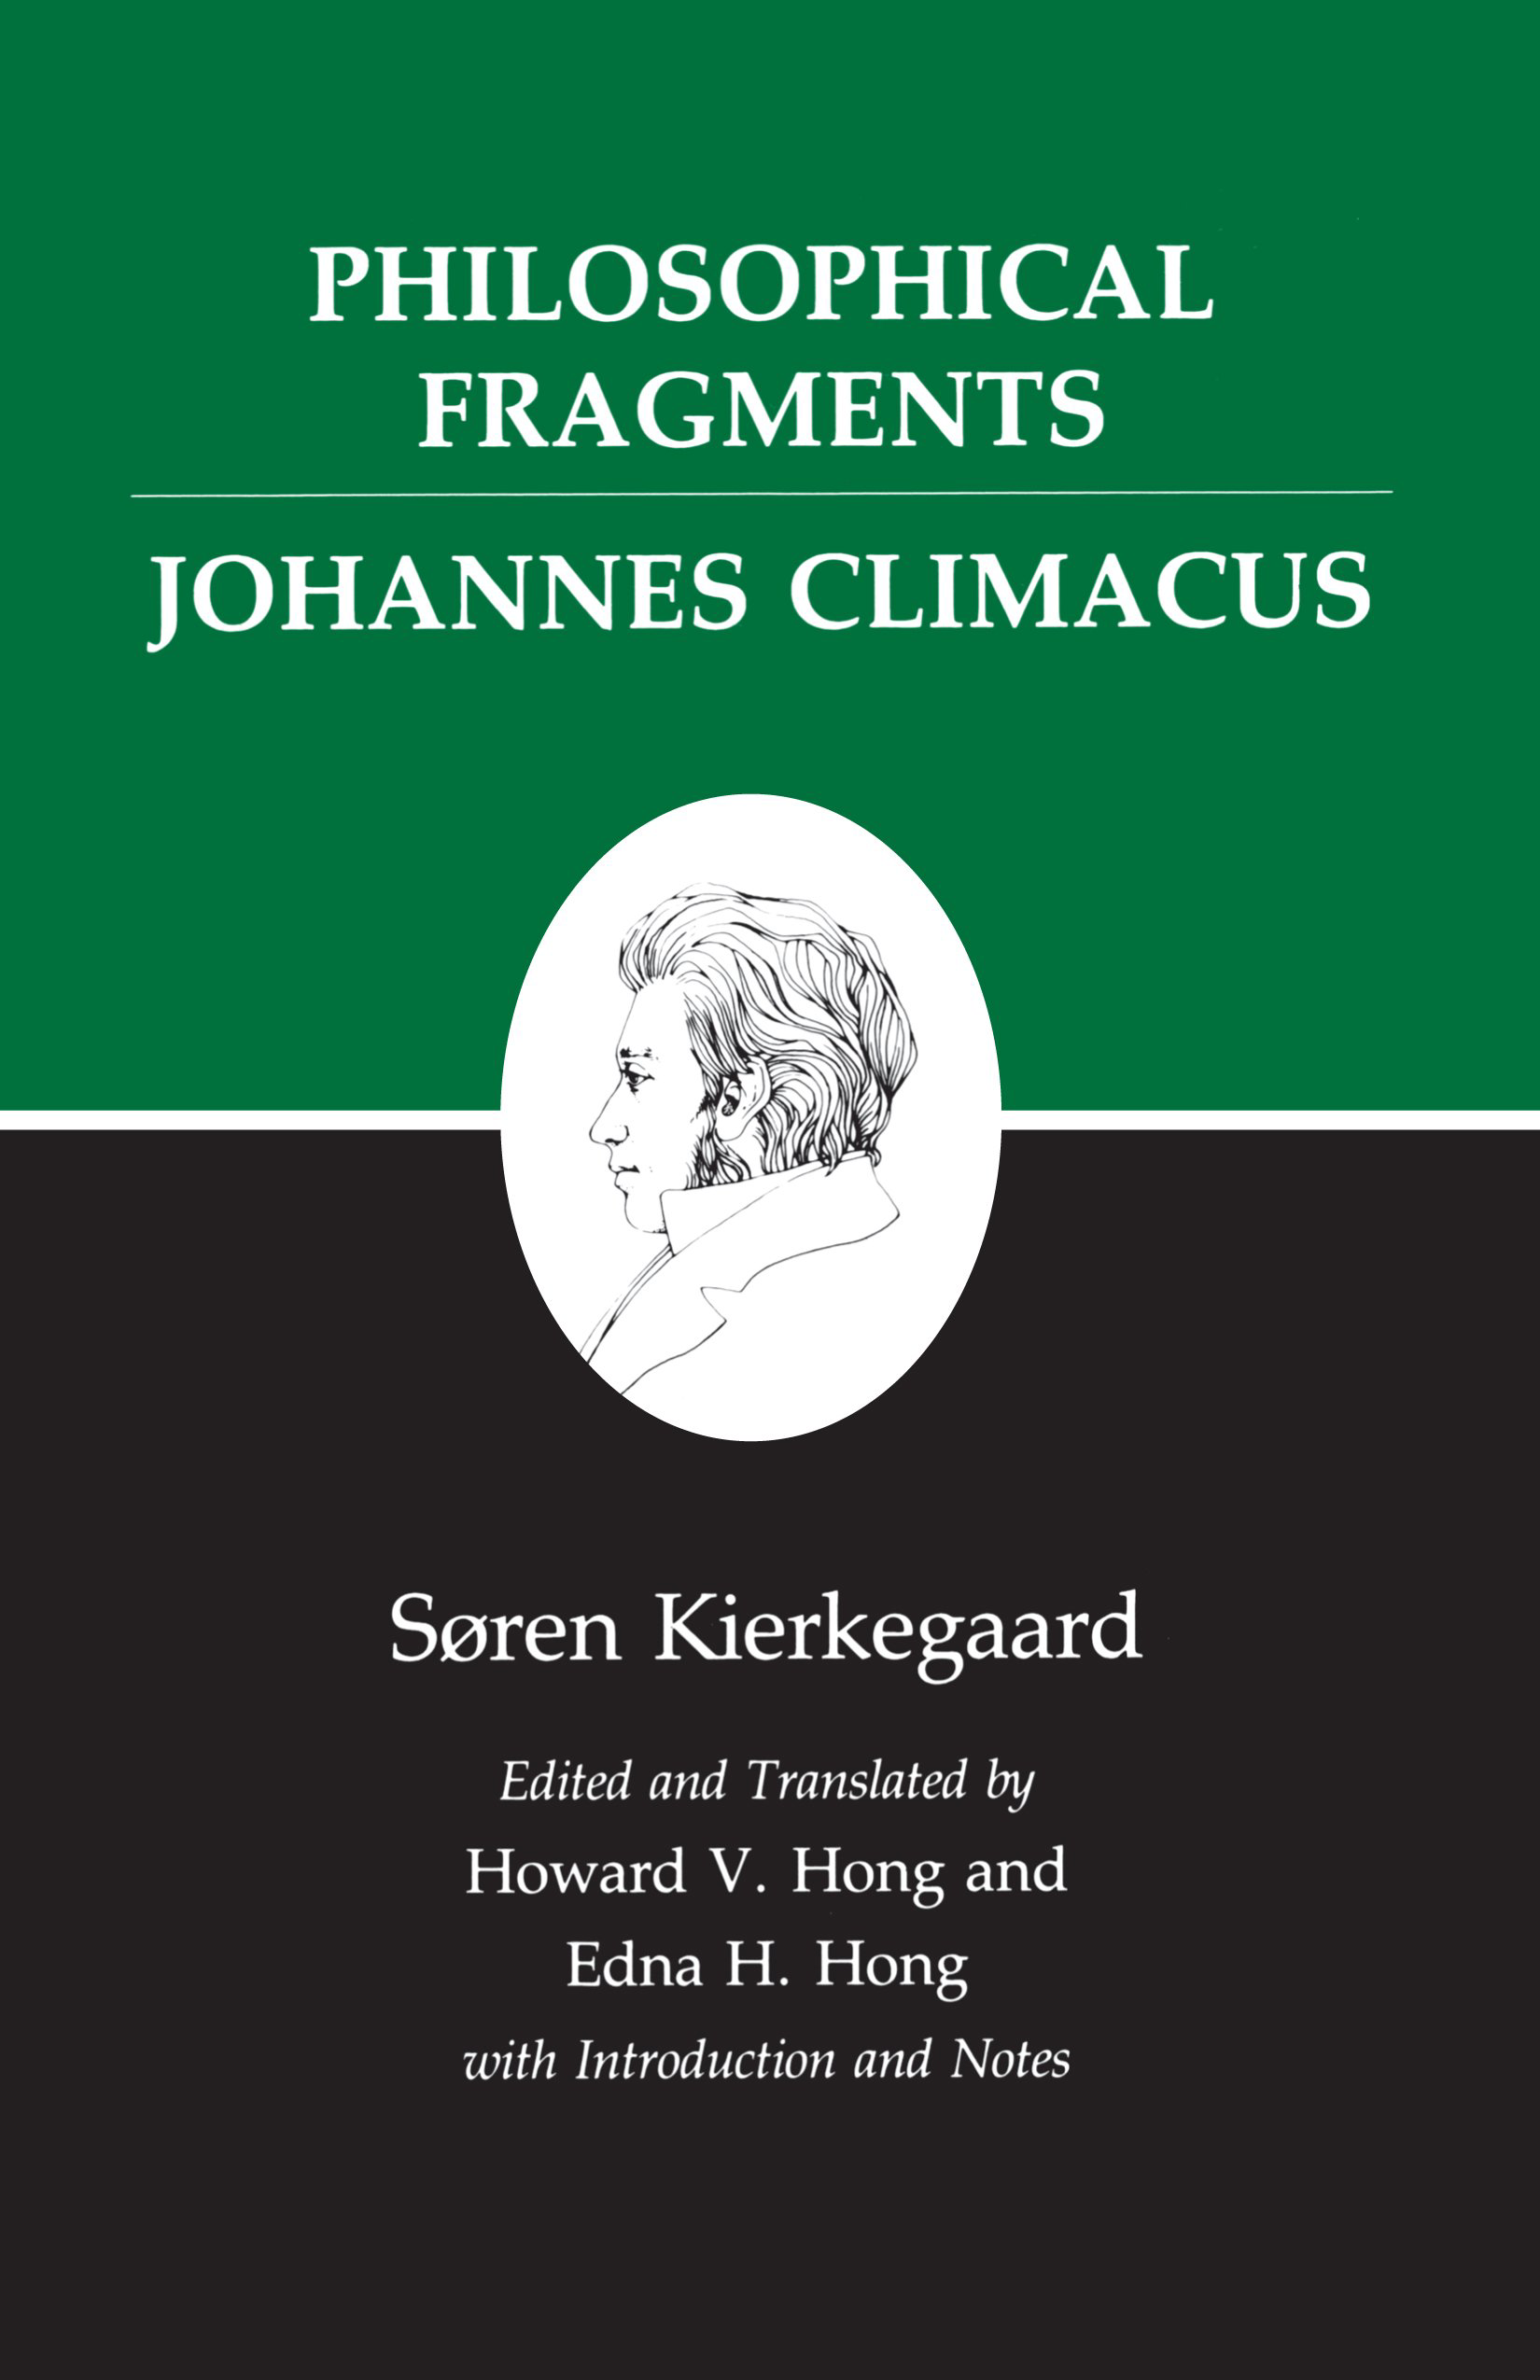 PHILOSOPHICAL
FRAGMENTS
JOHANNES CLIMACUS
Søren Kierkegaard
Edited and Translated by
Howard V. Hong and
Edna H. Hong
with Introduction and Notes